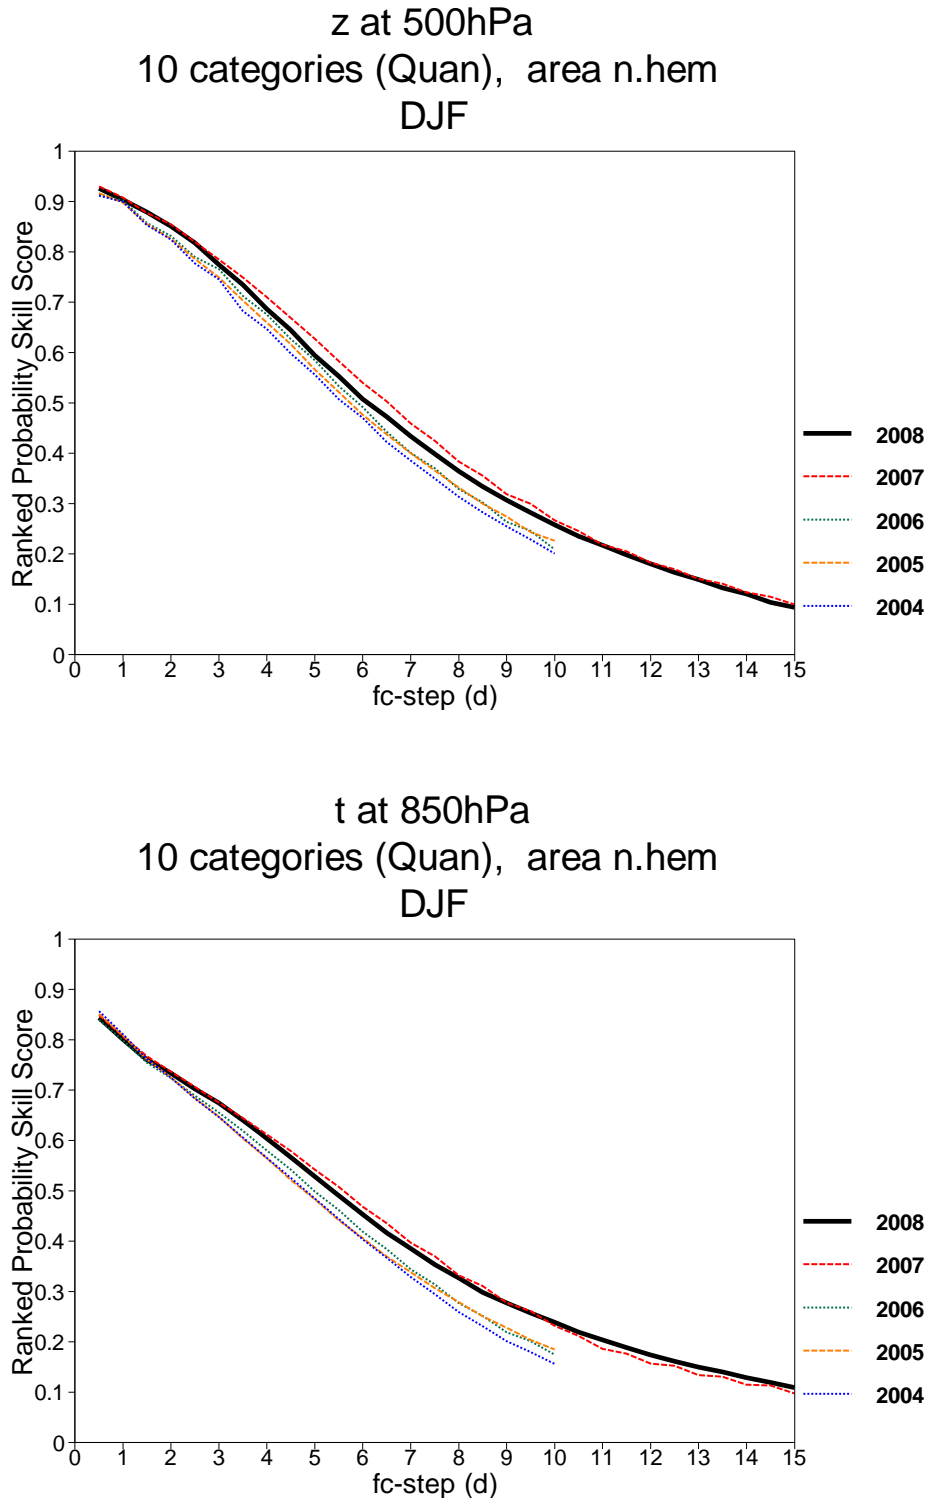 z at 500hPa
10 categories (Quan), area n.hem
DJF
Ranked Probability Skill Score
1
0.9
0.8
0.7
0.6
0.5
0.4
0.3
0.2
0.1
0
0 1 2 3 4 5 6 7 8 9 10 11 12 13 14 15
fc-step (d)
2008
2007
2006
2005
2004
t at 850hPa
10 categories (Quan), area n.hem
DJF
Ranked Probability Skill Score
1
0.9
0.8
0.7
0.6
0.5
0.4
0.3
0.2
0.1
0
0 1 2 3 4 5 6 7 8 9 10 11 12 13 14 15
fc-step (d)
2008
2007
2006
2005
2004